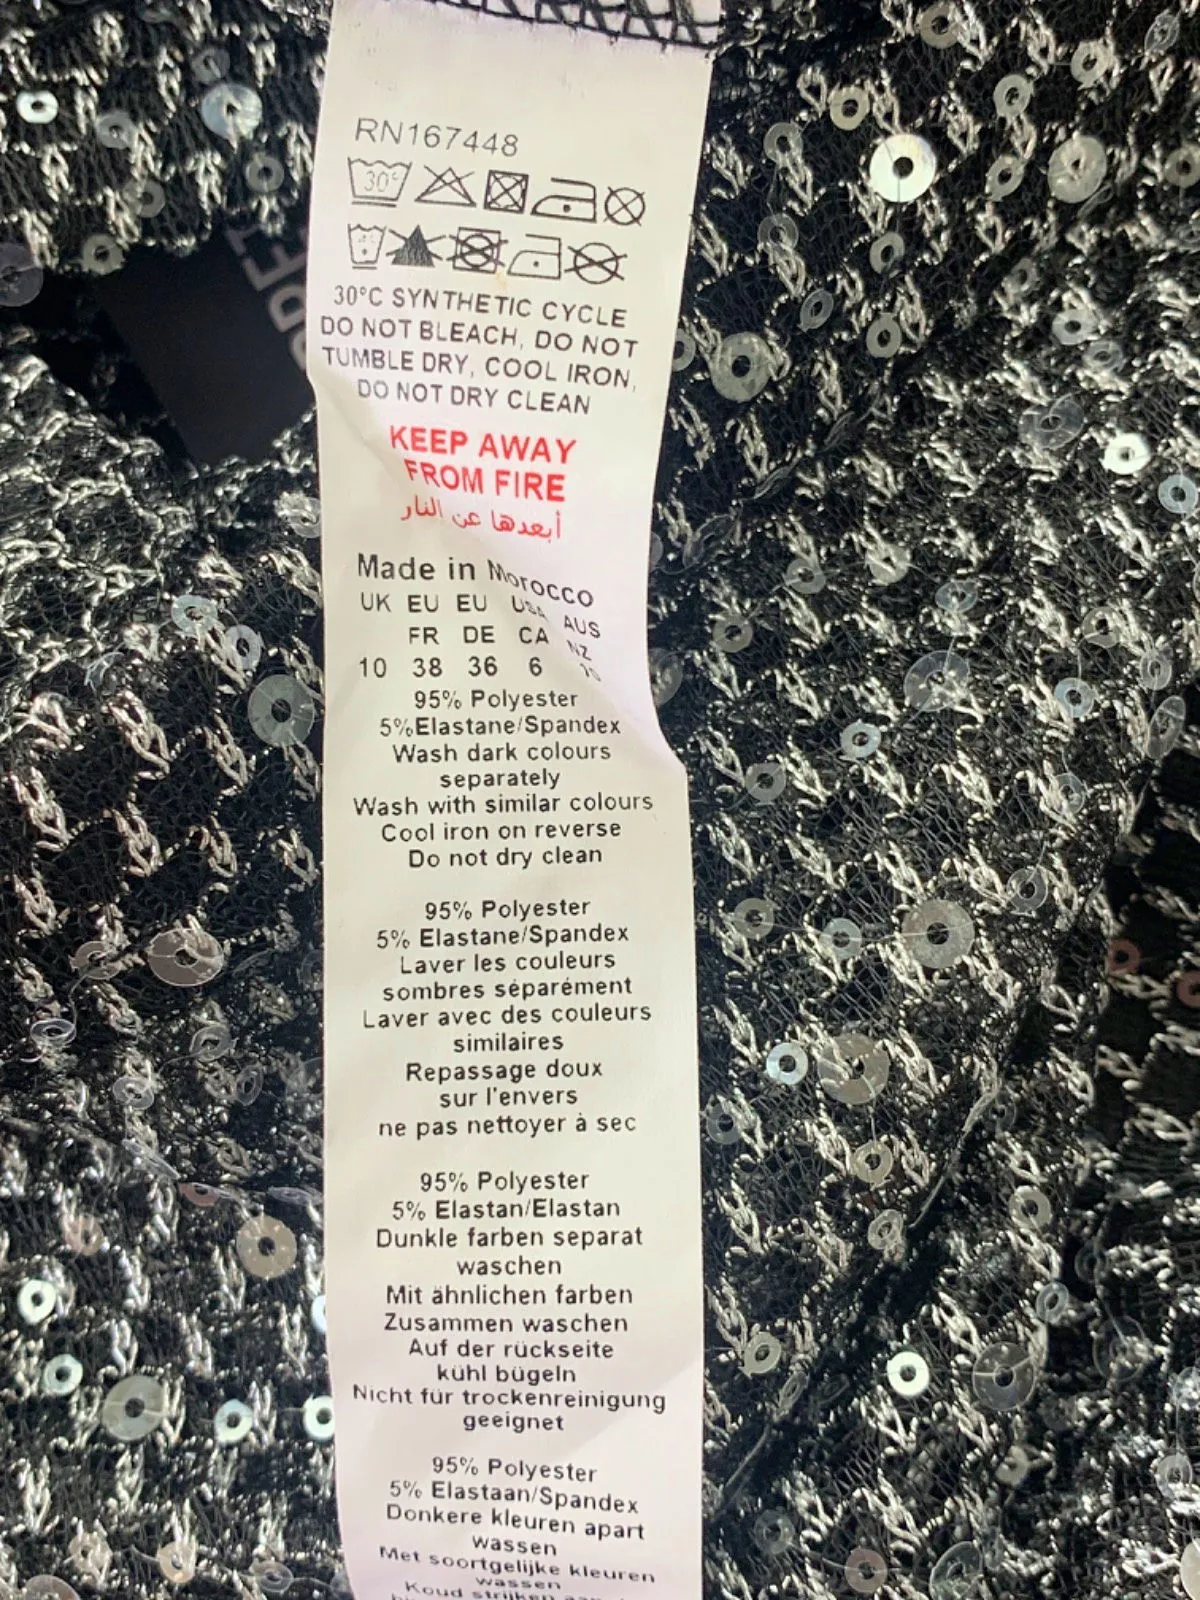 RN167448
30°
30°C SYNTHETIC CYCLE
DO NOT BLEACH, DO NOT
TUMBLE DRY, COOL IRON,
DO NOT DRY CLEAN
KEEP AWAY
FROM FIRE
أبعدها عن النار
Made in Morocco
UK EU EU USA AUS
FR DE CA NZ
10 38 36 6
95% Polyester
5%Elastane/Spandex
Wash dark colours
separately
Wash with similar colours
Cool iron on reverse
Do not dry clean
95% Polyester
5% Elastane/Spandex
Laver les couleurs
sombres séparément
Laver avec des couleurs
similaires
Repassage doux
sur l'envers
ne pas nettoyer à sec
95% Polyester
5% Elastan/Elastan
Dunkle farben separat
waschen
Mit ähnlichen farben
Zusammen waschen
Auf der rückseite
kühl bügeln
Nicht für trockenreinigung
geeignet
95% Polyester
5% Elastaan/Spandex
Donkere kleuren apart
wassen
Met soortgelijke kleuren
wassen
Koud strijken